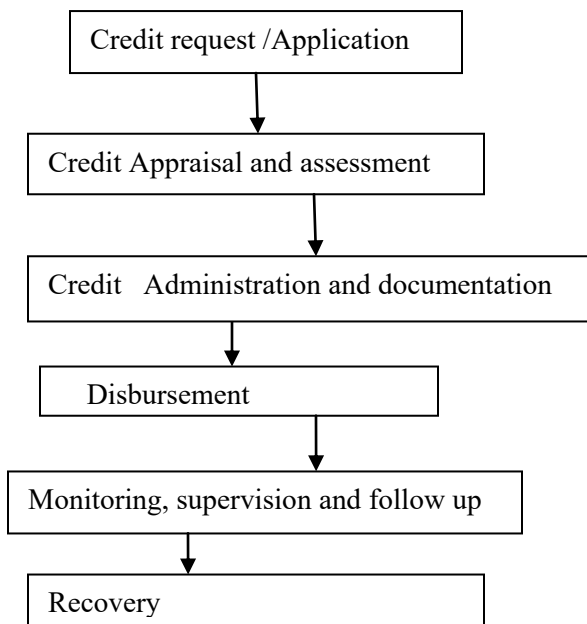 Credit request /Application
Credit Appraisal and assessment
Credit Administration and documentation
Disbursement
Monitoring, supervision and follow up
Recovery